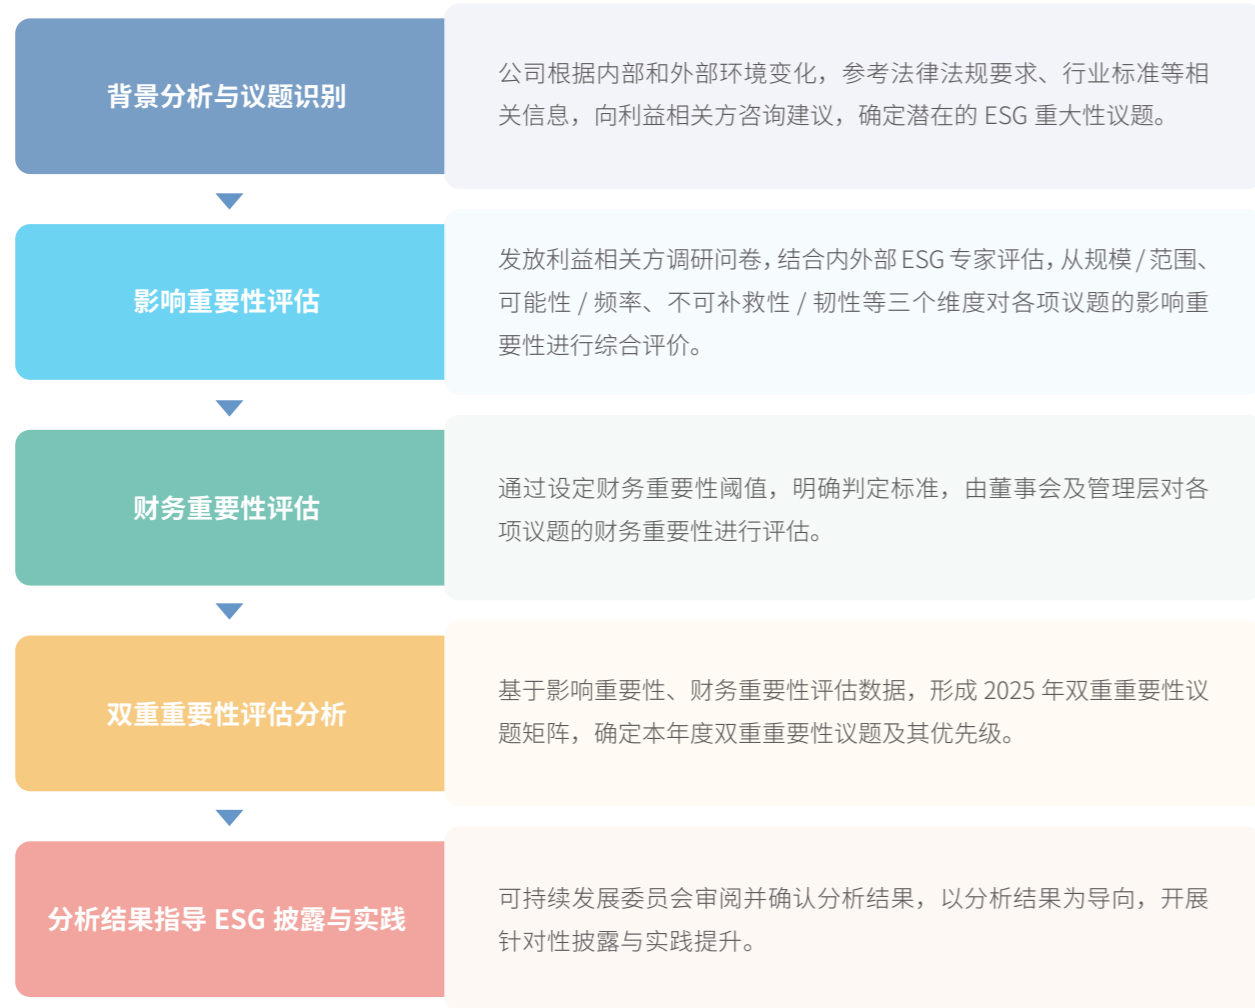 背景分析与议题识别
公司根据内部和外部环境变化，参考法律法规要求、行业标准等相
关信息，向利益相关方咨询建议，确定潜在的 ESG 重大性议题。
影响重要性评估
发放利益相关方调研问卷，结合内外部 ESG 专家评估，从规模 / 范围、
可能性 / 频率、不可补救性 / 韧性等三个维度对各项议题的影响重
要性进行综合评价。
财务重要性评估
通过设定财务重要性阈值，明确判定标准，由董事会及管理层对各
项议题的财务重要性进行评估。
双重重要性评估分析
基于影响重要性、财务重要性评估数据，形成 2025 年双重重要性议
题矩阵，确定本年度双重重要性议题及其优先级。
分析结果指导 ESG 披露与实践
可持续发展委员会审阅并确认分析结果，以分析结果为导向，开展
针对性披露与实践提升。